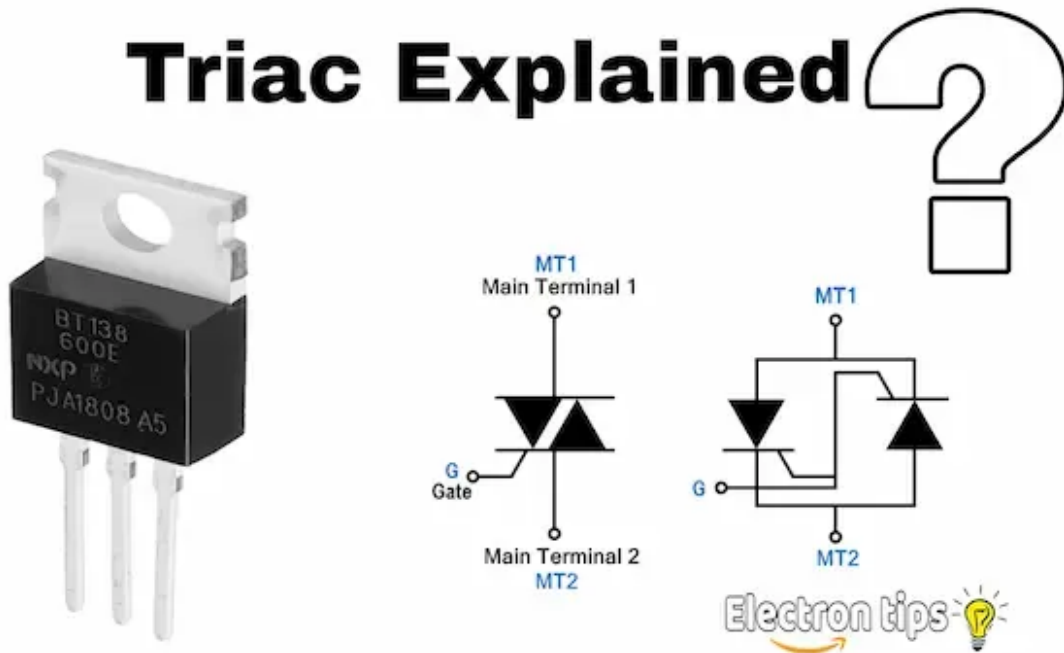 Triac Explained
?
BT138
600E
NXP
PJA1808 A5
MT1
Main Terminal 1
G
Gate
Main Terminal 2
MT2
MT1
G
MT2
Electron tips